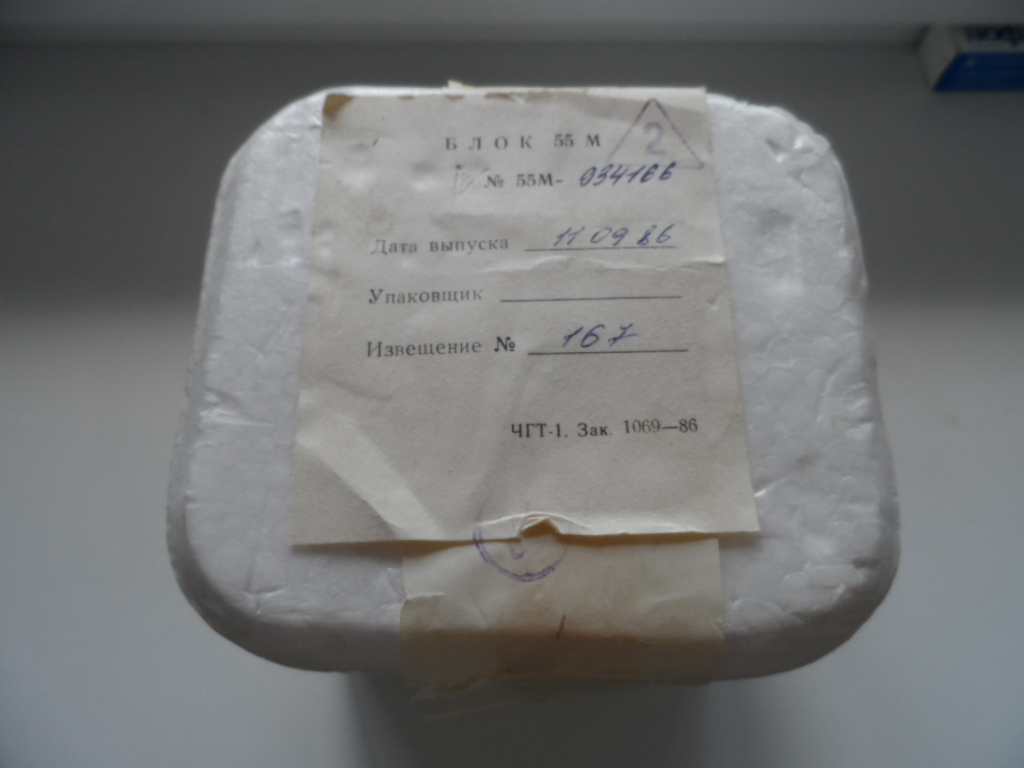 2
БЛОК 55 М
№ 55М- 034166
Дата выпуска 11 09 86
Упаковщик
Извещение № 167
ЧГТ-1. Зак. 1069—86